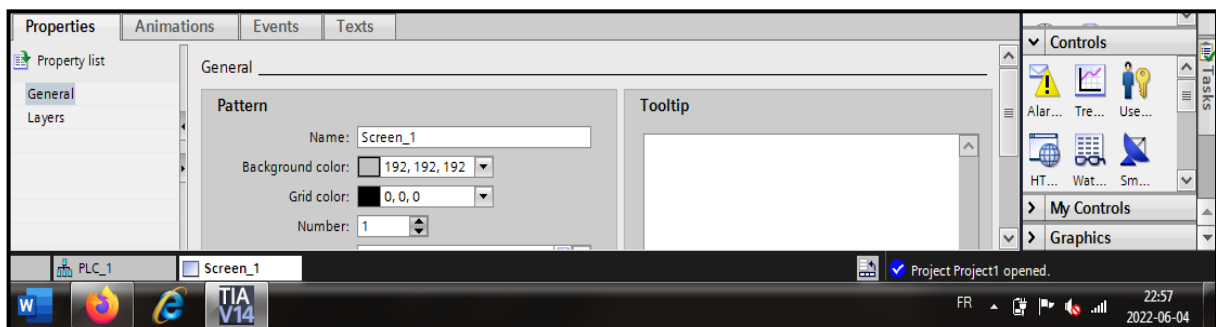 Properties
Animations
Events
Texts
Property list
General
Layers
General
Pattern
Name: Screen_1
Background color: 192, 192, 192
Grid color: 0, 0, 0
Number: 1
Tooltip
Controls
Alar... Tre... Use...
HT... Wat... Sm...
My Controls
Graphics
Tasks
PLC_1
Screen_1
Project Project1 opened.
W
TIA
V14
FR
22:57
2022-06-04